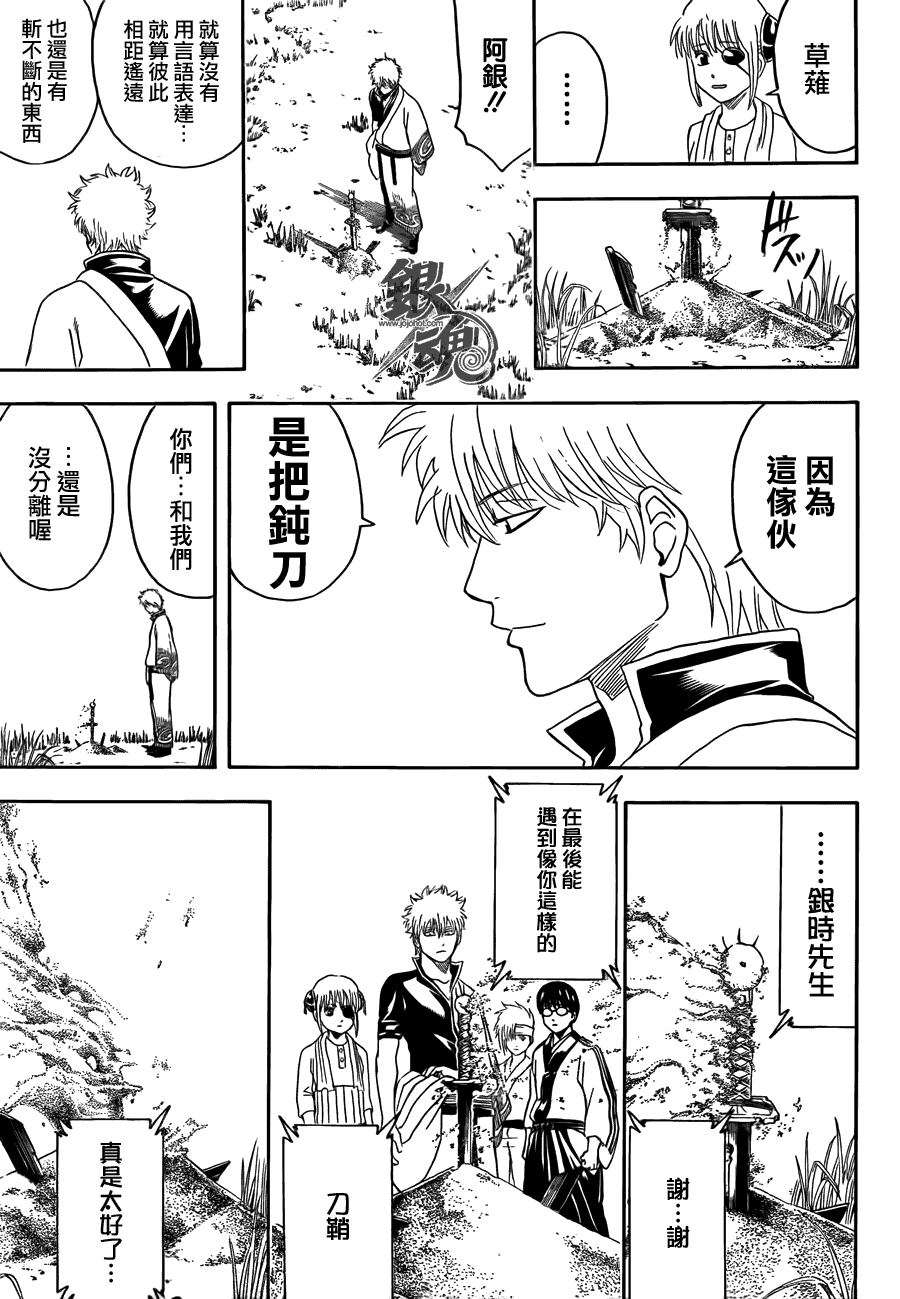 草薙
……
ドズッ
阿銀!!
就算沒有
用言語表達…
就算彼此
相距遙遠
也還是有
斬不斷的東西
銀魂
www.jojohot.com
因為
這傢伙
是把鈍刀
你們…和我們
…還是
沒分離喔
……銀時先生
謝…謝
在最後能
遇到像你這樣的
刀鞘
真是太好了…